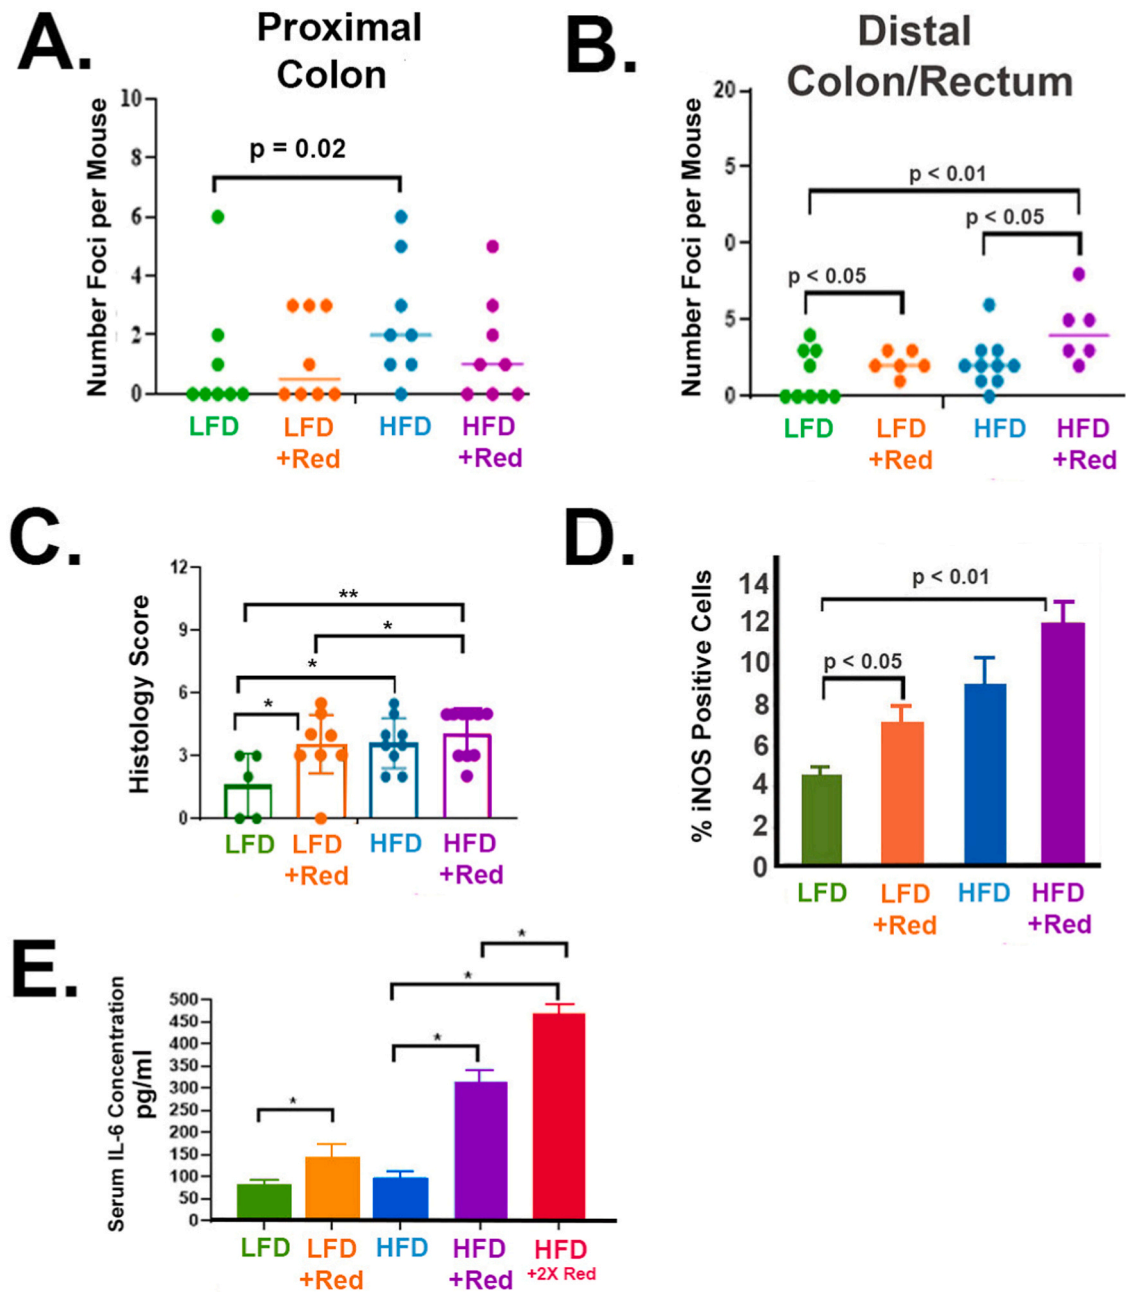 A.
Proximal
Colon
Number Foci per Mouse
10
8
6
4
2
0
p = 0.02
LFD
LFD
+Red
HFD
HFD
+Red
B.
Distal
Colon/Rectum
Number Foci per Mouse
20
5
0
5
0
p < 0.01
p < 0.05
p < 0.05
LFD
LFD
+Red
HFD
HFD
+Red
C.
Histology Score
12
9
6
3
0
**
*
*
*
LFD
LFD
+Red
HFD
HFD
+Red
D.
% iNOS Positive Cells
14
12
10
8
6
4
2
0
p < 0.01
p < 0.05
LFD
LFD
+Red
HFD
HFD
+Red
E.
Serum IL-6 Concentration
pg/ml
500
450
400
350
300
250
200
150
100
50
0
*
*
*
*
LFD
LFD
+Red
HFD
HFD
+Red
HFD
+2X Red